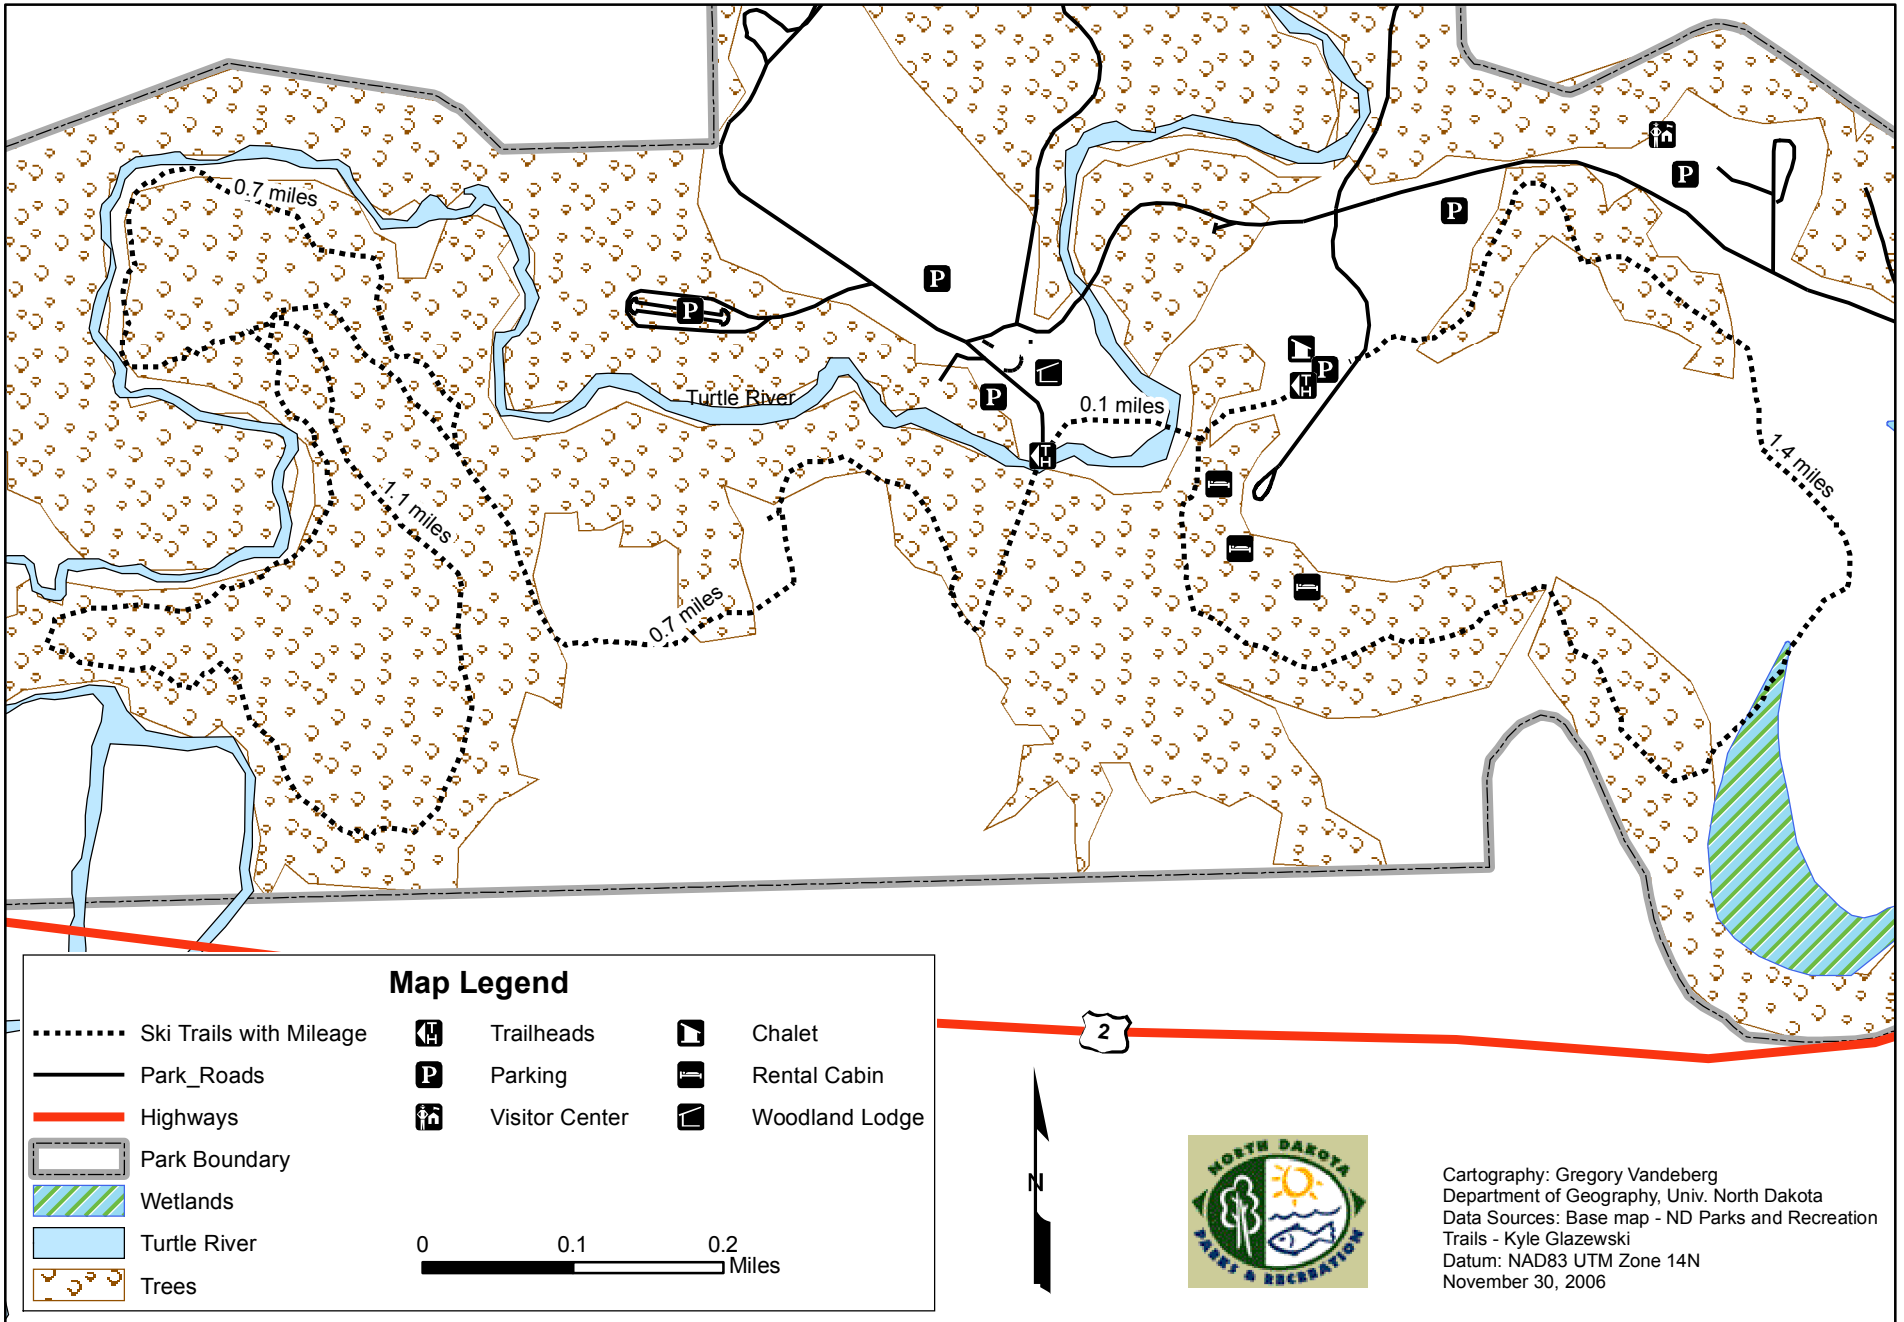 0.7 miles
P
P
P
P
P
P
Turtle River
0.1 miles
TH
TH
1.4 miles
1.1 miles
0.7 miles
Map Legend
Ski Trails with Mileage
Park_Roads
Highways
Park Boundary
Wetlands
Turtle River
Trees
TH Trailheads
P Parking
Visitor Center
Chalet
Rental Cabin
Woodland Lodge
0 0.1 0.2
Miles
2
N
NORTH DAKOTA
PARKS & RECREATION
Cartography: Gregory Vandeberg
Department of Geography, Univ. North Dakota
Data Sources: Base map - ND Parks and Recreation
Trails - Kyle Glazewski
Datum: NAD83 UTM Zone 14N
November 30, 2006